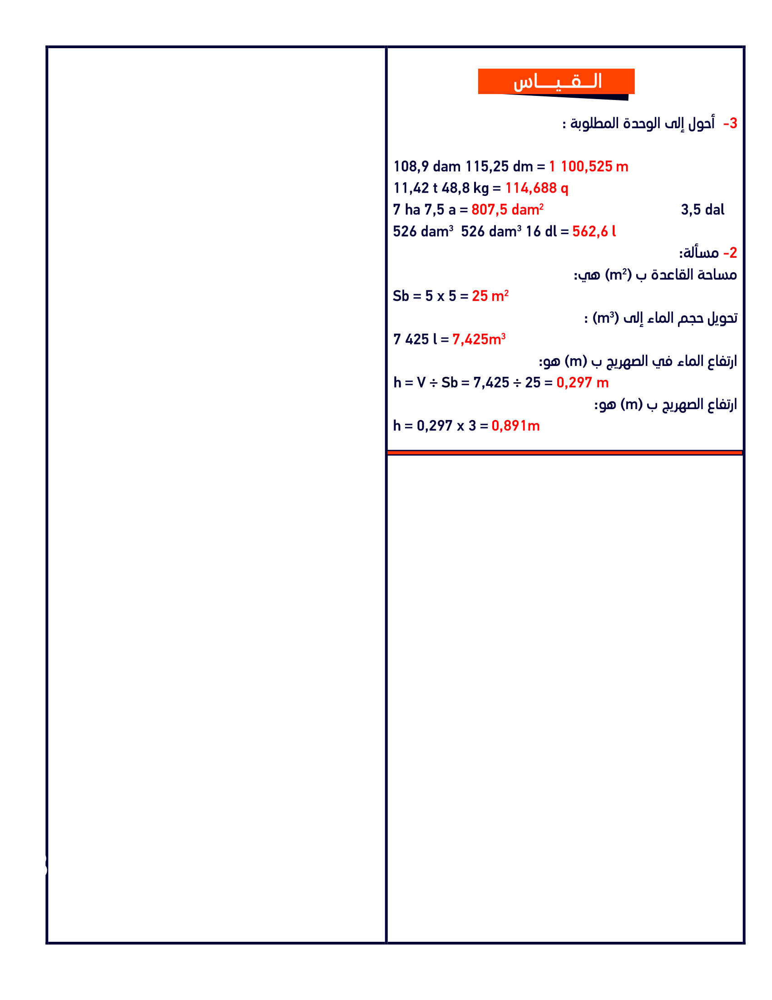 الـــقـــيـــاس
3- أحول إلى الوحدة المطلوبة :
108,9 dam 115,25 dm = 1 100,525 m
11,42 t 48,8 kg = 114,688 q
7 ha 7,5 a = 807,5 dam² 3,5 dal
526 dam³ 526 dam³ 16 dl = 562,6 l
2- مسألة:
مساحة القاعدة ب (m²) هي:
Sb = 5 x 5 = 25 m²
تحويل حجم الماء إلى (m³) :
7 425 l = 7,425m³
ارتفاع الماء في الصهريج ب (m) هو:
h = V ÷ Sb = 7,425 ÷ 25 = 0,297 m
ارتفاع الصهريج ب (m) هو:
h = 0,297 x 3 = 0,891m